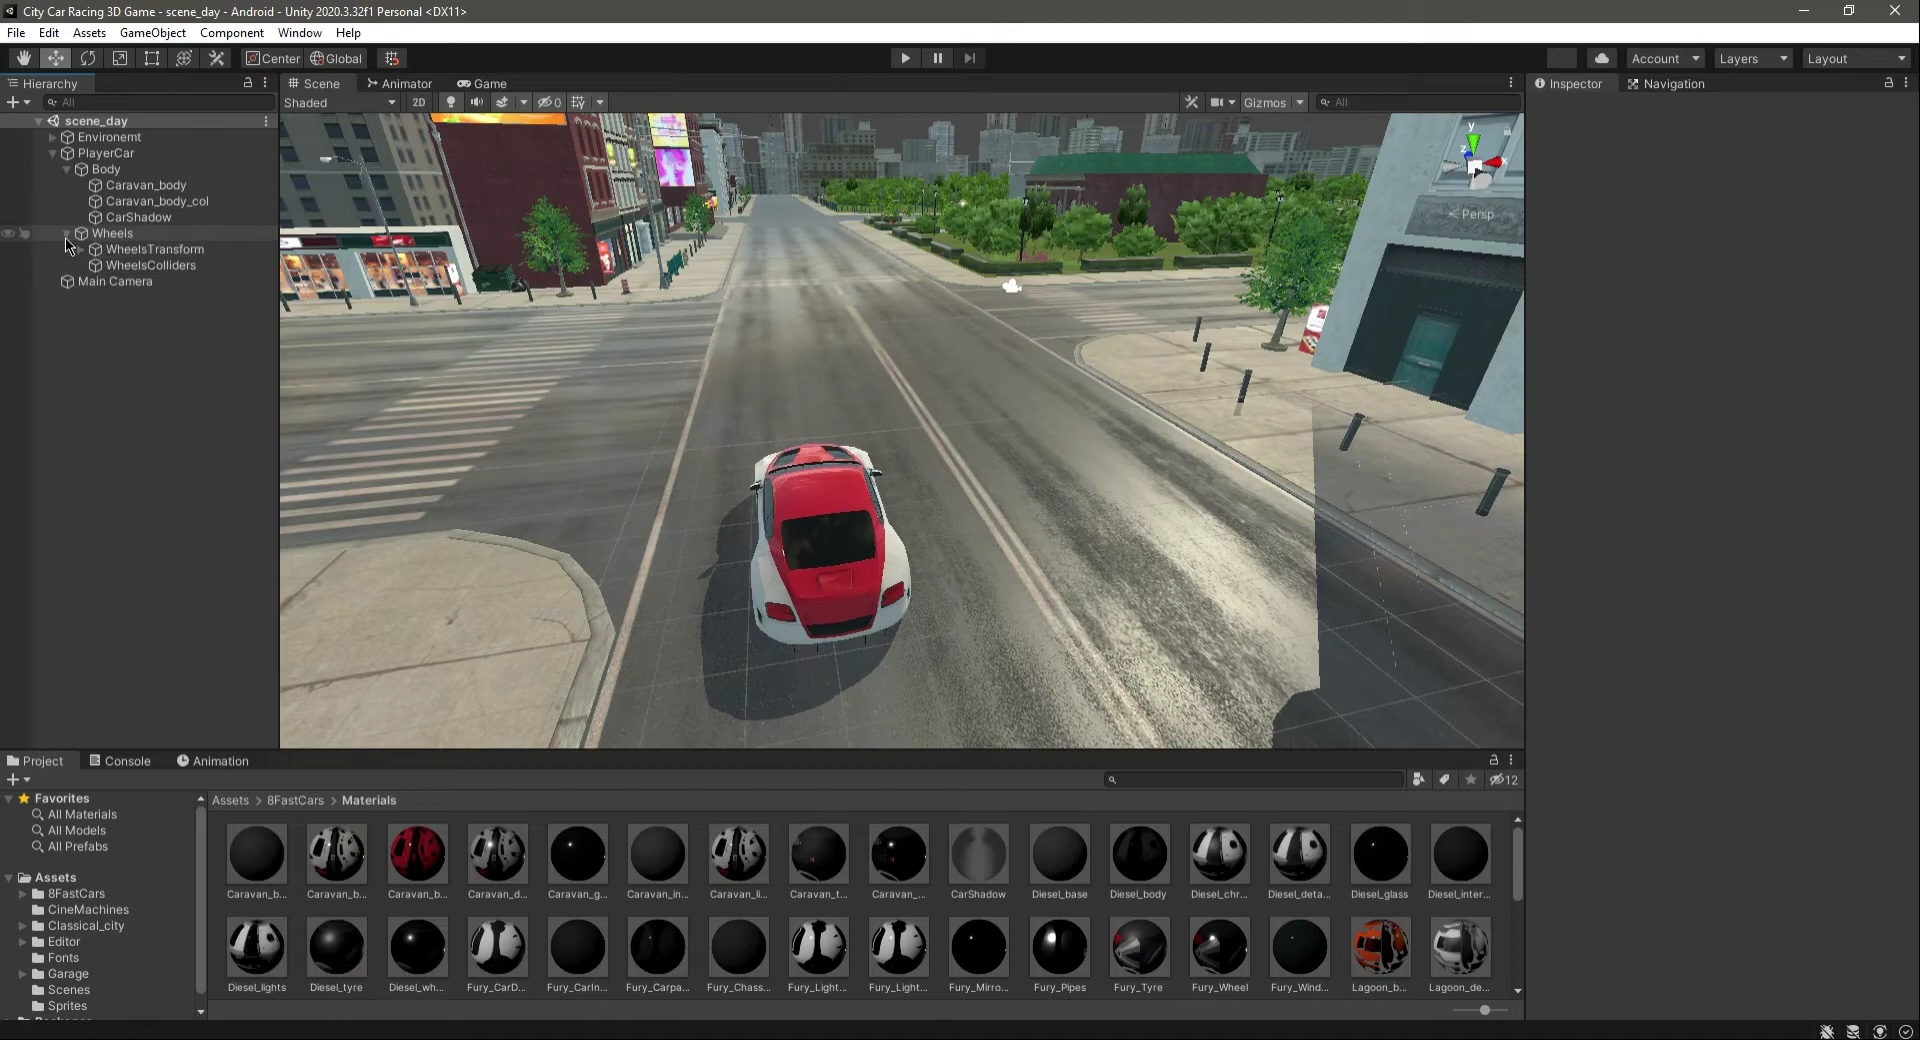 City Car Racing 3D Game - scene_day - Android - Unity 2020.3.32f1 Personal <DX11>
File Edit Assets GameObject Component Window Help
Center Global Account Layers Layout
Hierarchy Scene Animator Game Inspector Navigation
All Shaded 2D 0 Gizmos All
scene_day
Environemt
PlayerCar
Body
Caravan_body
Caravan_body_col
CarShadow
Wheels
WheelsTransform
WheelsColliders
Main Camera
y
z x
Persp
Project Console Animation
12
Favorites
All Materials
All Models
All Prefabs
Assets
8FastCars
CineMachines
Classical_city
Editor
Fonts
Garage
Scenes
Sprites
Assets > 8FastCars > Materials
Caravan_b... Caravan_b... Caravan_b... Caravan_d... Caravan_g... Caravan_in... Caravan_li... Caravan_t... Caravan_... CarShadow Diesel_base Diesel_body Diesel_chr... Diesel_deta... Diesel_glass Diesel_inter...
Diesel_lights Diesel_tyre Diesel_wh... Fury_CarD... Fury_CarIn... Fury_Carpa... Fury_Chass... Fury_Light... Fury_Light... Fury_Mirro... Fury_Pipes Fury_Tyre Fury_Wheel Fury_Wind... Lagoon_b... Lagoon_de...